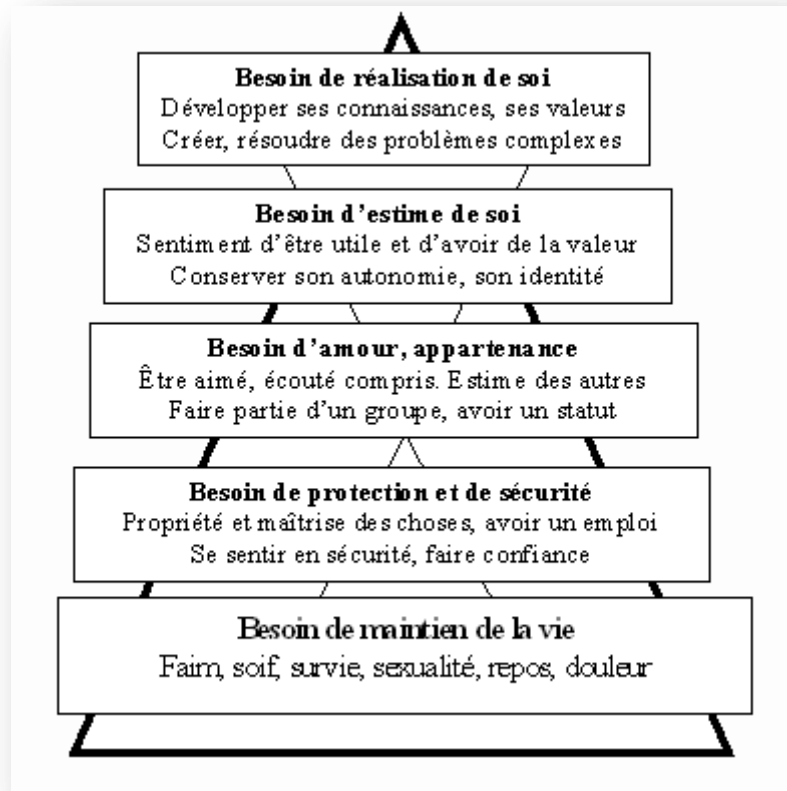 Besoin de réalisation de soi
Développer ses connaissances, ses valeurs
Créer, résoudre des problèmes complexes
Besoin d'estime de soi
Sentiment d'être utile et d'avoir de la valeur
Conserver son autonomie, son identité
Besoin d'amour, appartenance
Être aimé, écouté compris. Estime des autres
Faire partie d'un groupe, avoir un statut
Besoin de protection et de sécurité
Propriété et maîtrise des choses, avoir un emploi
Se sentir en sécurité, faire confiance
Besoin de maintien de la vie
Faim, soif, survie, sexualité, repos, douleur